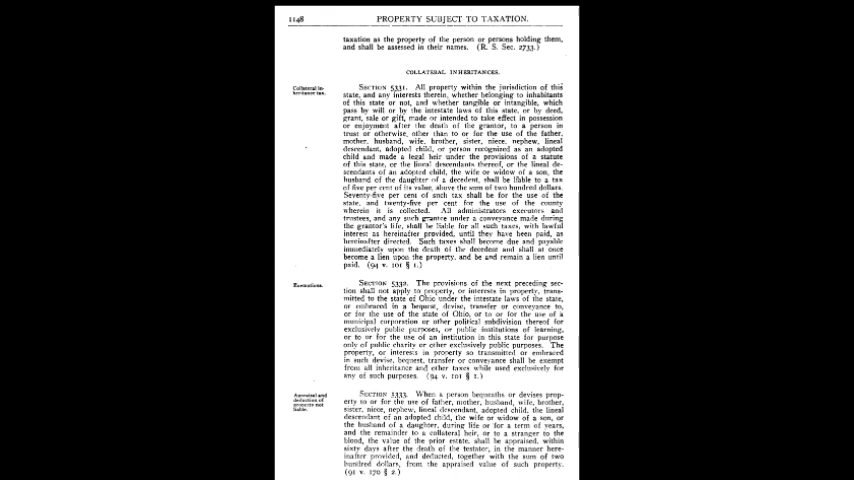 1148 PROPERTY SUBJECT TO TAXATION.
taxation as the property of the person or persons holding them,
and shall be assessed in their names. (R. S. Sec. 2733.)
COLLATERAL INHERITANCES.
Collateral in-
heritance tax.
SECTION 5331. All property within the jurisdiction of this
state, and any interests therein, whether belonging to inhabitants
of this state or not, and whether tangible or intangible, which
pass by will or by the intestate laws of this state, or by deed,
grant, sale or gift, made or intended to take effect in possession
or enjoyment after the death of the grantor, to a person in
trust or otherwise, other than to or for the use of the father,
mother, husband, wife, brother, sister, niece, nephew, lineal
descendant, adopted child, or person recognized as an adopted
child and made a legal heir under the provisions of a statute
of this state, or the lineal descendants thereof, or the lineal de-
scendants of an adopted child, the wife or widow of a son, the
husband of the daughter of a decedent, shall be liable to a tax
of five per cent of its value, above the sum of two hundred dollars.
Seventy-five per cent of such tax shall be for the use of the
state, and twenty-five per cent for the use of the county
wherein it is collected. All administrators executors and
trustees, and any such grantee under a conveyance made during
the grantor's life, shall be liable for all such taxes, with lawful
interest as hereinafter provided, until they have been paid, as
hereinafter directed. Such taxes shall become due and payable
immediately upon the death of the decedent and shall at once
become a lien upon the property, and be and remain a lien until
paid. (94 v. 101 § 1.)
Exemptions.
SECTION 5332. The provisions of the next preceding sec-
tion shall not apply to property, or interests in property, trans-
mitted to the state of Ohio under the intestate laws of the state,
or embraced in a bequest, devise, transfer or conveyance to,
or for the use of the state of Ohio, or to or for the use of a
municipal corporation or other political subdivision thereof for
exclusively public purposes, or public institutions of learning,
or to or for the use of an institution in this state for purpose
only of public charity or other exclusively public purposes. The
property, or interests in property so transmitted or embraced
in such devise, bequest, transfer or conveyance shall be exempt
from all inheritance and other taxes while used exclusively for
any of such purposes. (94 v. 101 § 1.)
Appraisal and
deduction of
property not
liable.
SECTION 5333. When a person bequeaths or devises prop-
erty to or for the use of father, mother, husband, wife, brother,
sister, niece, nephew, lineal descendant, adopted child, the lineal
descendant of an adopted child, the wife or widow of a son, or
the husband of a daughter, during life or for a term of years,
and the remainder to a collateral heir, or to a stranger to the
blood, the value of the prior estate, shall be appraised, within
sixty days after the death of the testator, in the manner here-
inafter provided, and deducted, together with the sum of two
hundred dollars, from the appraised value of such property.
(91 v. 170 § 2.)